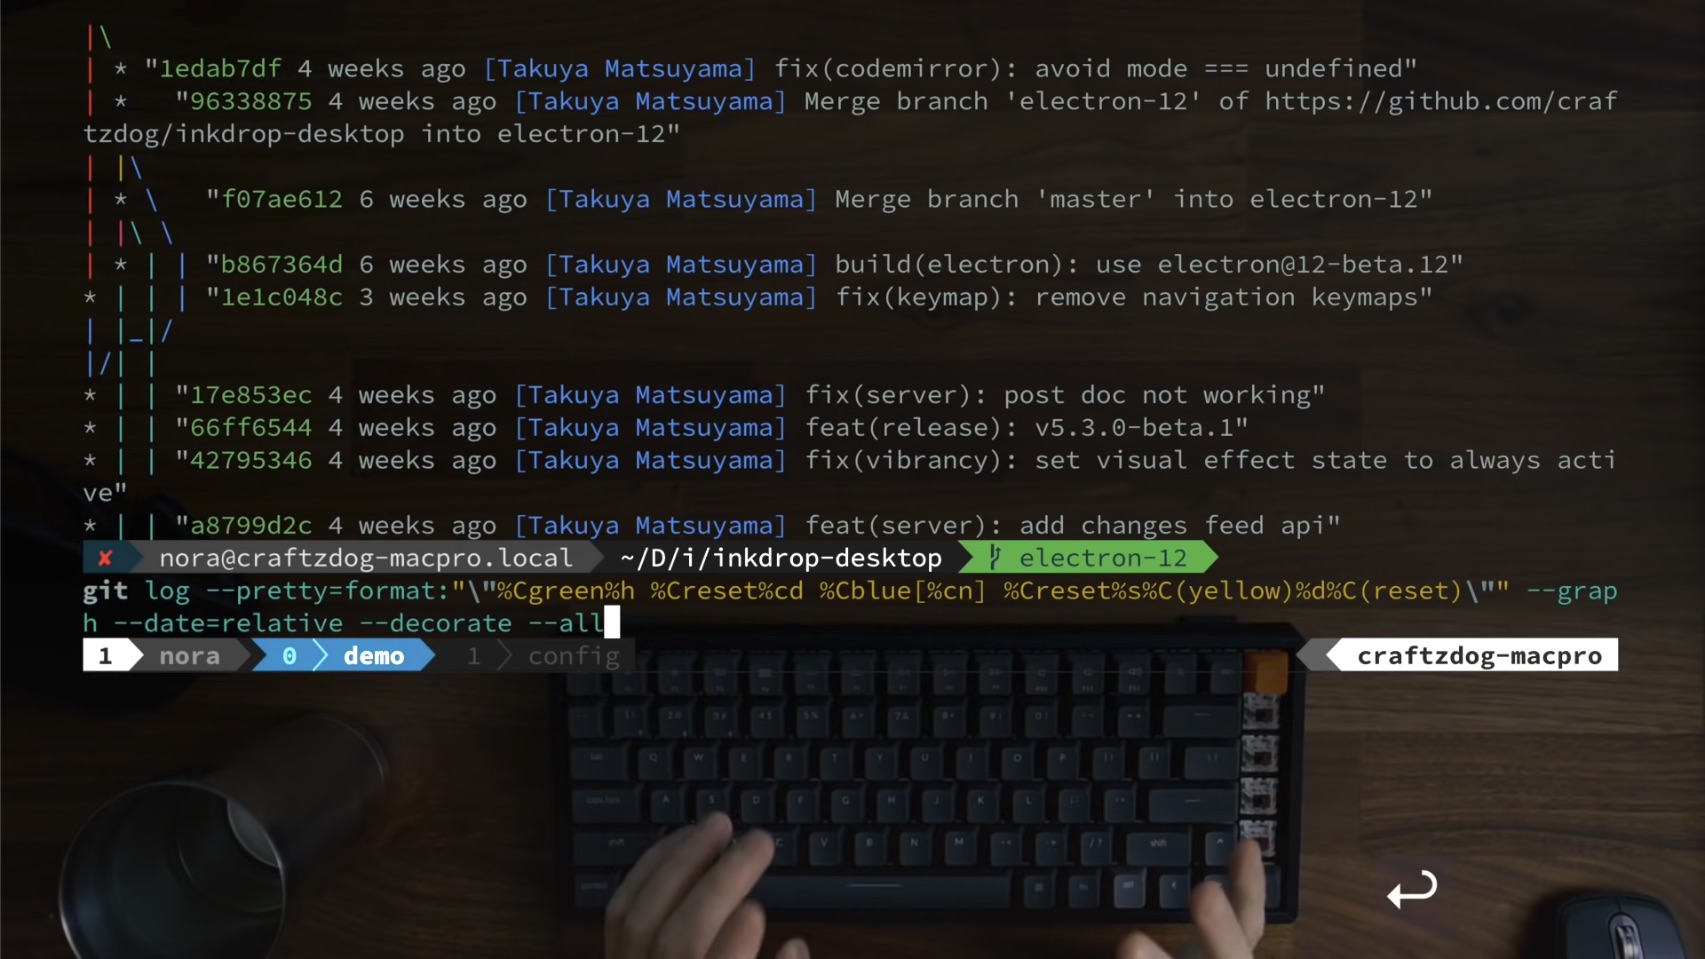 |\
| * "1edab7df 4 weeks ago [Takuya Matsuyama] fix(codemirror): avoid mode === undefined"
| *   "96338875 4 weeks ago [Takuya Matsuyama] Merge branch 'electron-12' of https://github.com/craf
tzdog/inkdrop-desktop into electron-12"
| |\
| * \   "f07ae612 6 weeks ago [Takuya Matsuyama] Merge branch 'master' into electron-12"
| |\ \
| * | | "b867364d 6 weeks ago [Takuya Matsuyama] build(electron): use electron@12-beta.12"
* | | | "1e1c048c 3 weeks ago [Takuya Matsuyama] fix(keymap): remove navigation keymaps"
| |_|/
|/| |
* | | "17e853ec 4 weeks ago [Takuya Matsuyama] fix(server): post doc not working"
* | | "66ff6544 4 weeks ago [Takuya Matsuyama] feat(release): v5.3.0-beta.1"
* | | "42795346 4 weeks ago [Takuya Matsuyama] fix(vibrancy): set visual effect state to always acti
ve"
* | | "a8799d2c 4 weeks ago [Takuya Matsuyama] feat(server): add changes feed api"
✘ nora@craftzdog-macpro.local ~/D/i/inkdrop-desktop electron-12
git log --pretty=format:"\"%Cgreen%h %Creset%cd %Cblue[%cn] %Creset%s%C(yellow)%d%C(reset)\"" --grap
h --date=relative --decorate --all
1 nora 0 demo 1 config craftzdog-macpro
Q W E R T Y U I O P
A S D F G H J K L
C V B N M
shift